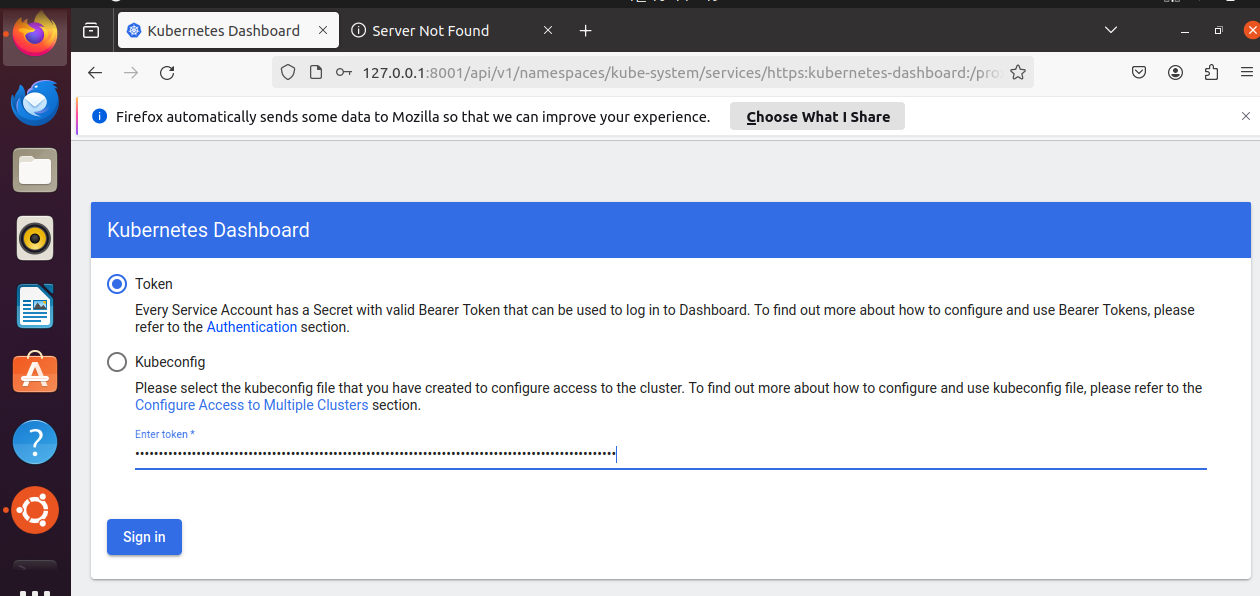 Kubernetes Dashboard
Server Not Found
127.0.0.1:8001/api/v1/namespaces/kube-system/services/https:kubernetes-dashboard:/pro
Firefox automatically sends some data to Mozilla so that we can improve your experience.
Choose What I Share
Kubernetes Dashboard
Token
Every Service Account has a Secret with valid Bearer Token that can be used to log in to Dashboard. To find out more about how to configure and use Bearer Tokens, please
refer to the Authentication section.
Kubeconfig
Please select the kubeconfig file that you have created to configure access to the cluster. To find out more about how to configure and use kubeconfig file, please refer to the
Configure Access to Multiple Clusters section.
Enter token *
Sign in